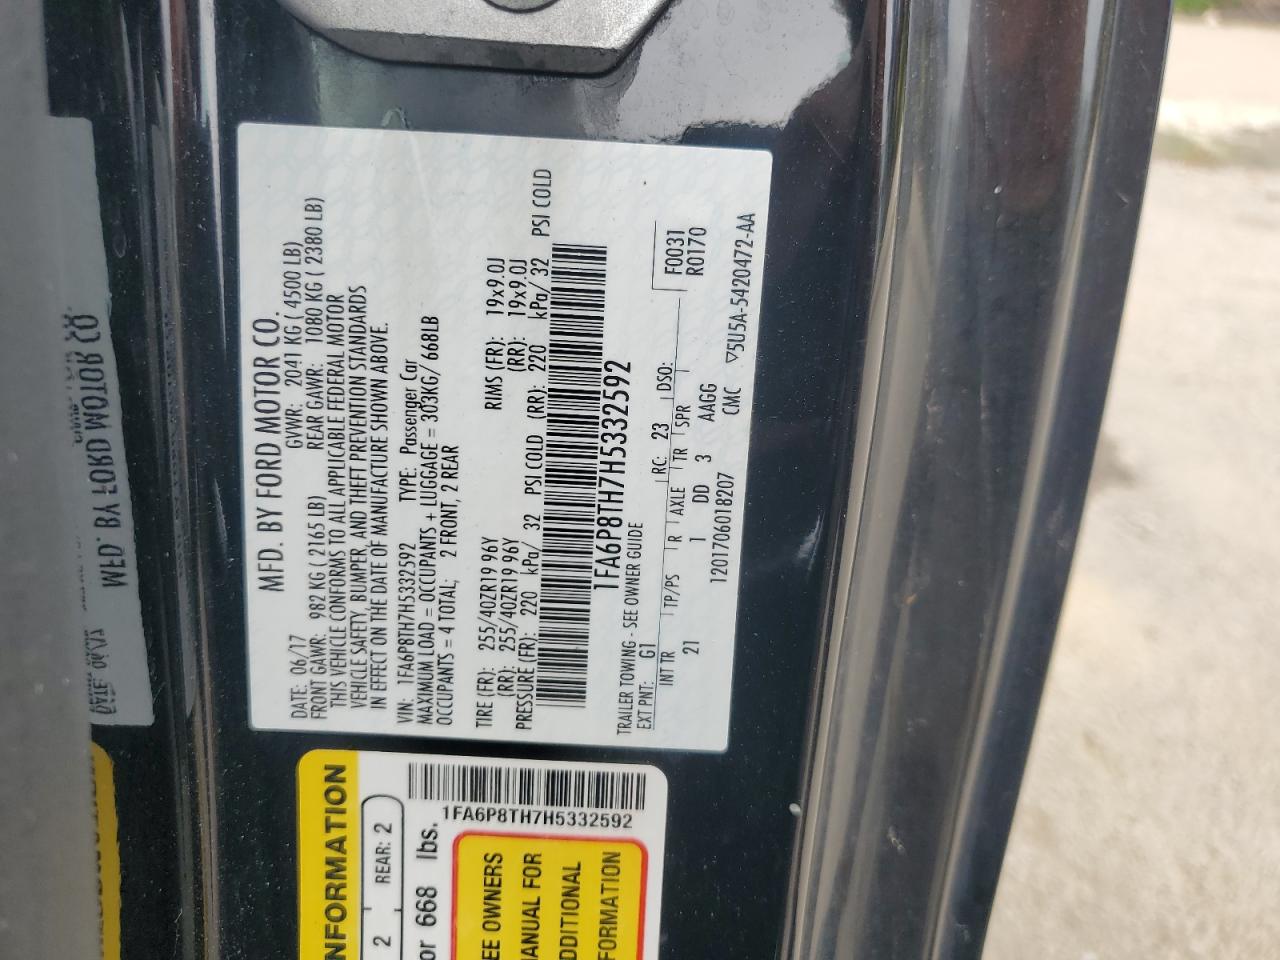 MFD. BY FORD MOTOR CO.
DATE: 06/17 GVWR: 2041 KG ( 4500 LB)
FRONT GAWR: 982 KG ( 2165 LB) REAR GAWR: 1080 KG ( 2380 LB)
THIS VEHICLE CONFORMS TO ALL APPLICABLE FEDERAL MOTOR
VEHICLE SAFETY, BUMPER, AND THEFT PREVENTION STANDARDS
IN EFFECT ON THE DATE OF MANUFACTURE SHOWN ABOVE.
VIN: 1FA6P8TH7H5332592 TYPE: Passenger Car
MAXIMUM LOAD = OCCUPANTS + LUGGAGE = 303KG/ 668LB
OCCUPANTS = 4 TOTAL; 2 FRONT, 2 REAR
TIRE (FR): 255/40ZR19 96Y RIMS (FR): 19x9.0J
(RR): 255/40ZR19 96Y (RR): 19x9.0J
PRESSURE (FR): 220 kPa/ 32 PSI COLD (RR): 220 kPa/ 32 PSI COLD
1FA6P8TH7H5332592
TRAILER TOWING - SEE OWNER GUIDE
EXT PNT: G1 RC: 23 DSO: F0031
INT TR TP/PS R AXLE TR SPR R0170
21 1 DD 3 AAGG
1201706018207 CMC ▽5U5A-5420472-AA
NFORMATION
2 REAR: 2
or 668 lbs.
1FA6P8TH7H5332592
EE OWNERS
ANUAL FOR
DDITIONAL
FORMATION